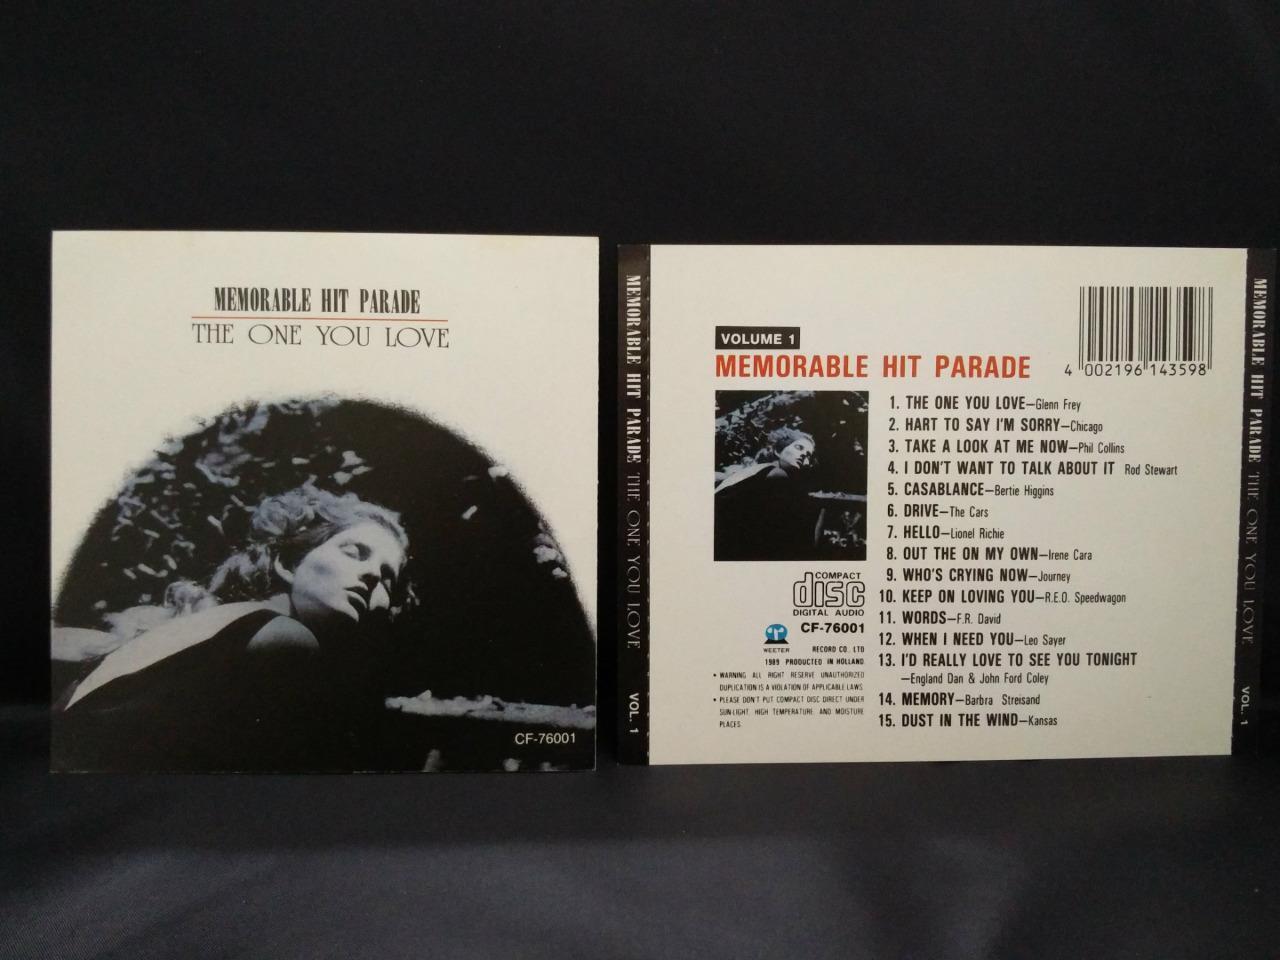 MEMORABLE HIT PARADE
THE ONE YOU LOVE
CF-76001
MEMORABLE HIT PARADE THE ONE YOU LOVE VOL. 1
VOLUME 1
MEMORABLE HIT PARADE
4 002196 143598
1. THE ONE YOU LOVE—Glenn Frey
2. HART TO SAY I'M SORRY—Chicago
3. TAKE A LOOK AT ME NOW—Phil Collins
4. I DON'T WANT TO TALK ABOUT IT Rod Stewart
5. CASABLANCE—Bertie Higgins
6. DRIVE—The Cars
7. HELLO—Lionel Richie
8. OUT THE ON MY OWN—Irene Cara
9. WHO'S CRYING NOW—Journey
10. KEEP ON LOVING YOU—R.E.O. Speedwagon
11. WORDS—F.R. David
12. WHEN I NEED YOU—Leo Sayer
13. I'D REALLY LOVE TO SEE YOU TONIGHT
—England Dan & John Ford Coley
14. MEMORY—Barbra Streisand
15. DUST IN THE WIND—Kansas
COMPACT
disc
DIGITAL AUDIO
CF-76001
WEETER RECORD CO., LTD
1989 PRODUCTED IN HOLLAND.
• WARNING ALL RIGHT RESERVE UNAUTHORIZED
DUPLICATION IS A VIOLATION OF APPLICABLE LAWS
• PLEASE DON'T PUT COMPACT DISC DIRECT UNDER
SUN-LIGHT, HIGH TEMPERATURE AND MOISTURE
PLACES.
MEMORABLE HIT PARADE THE ONE YOU LOVE VOL. 1